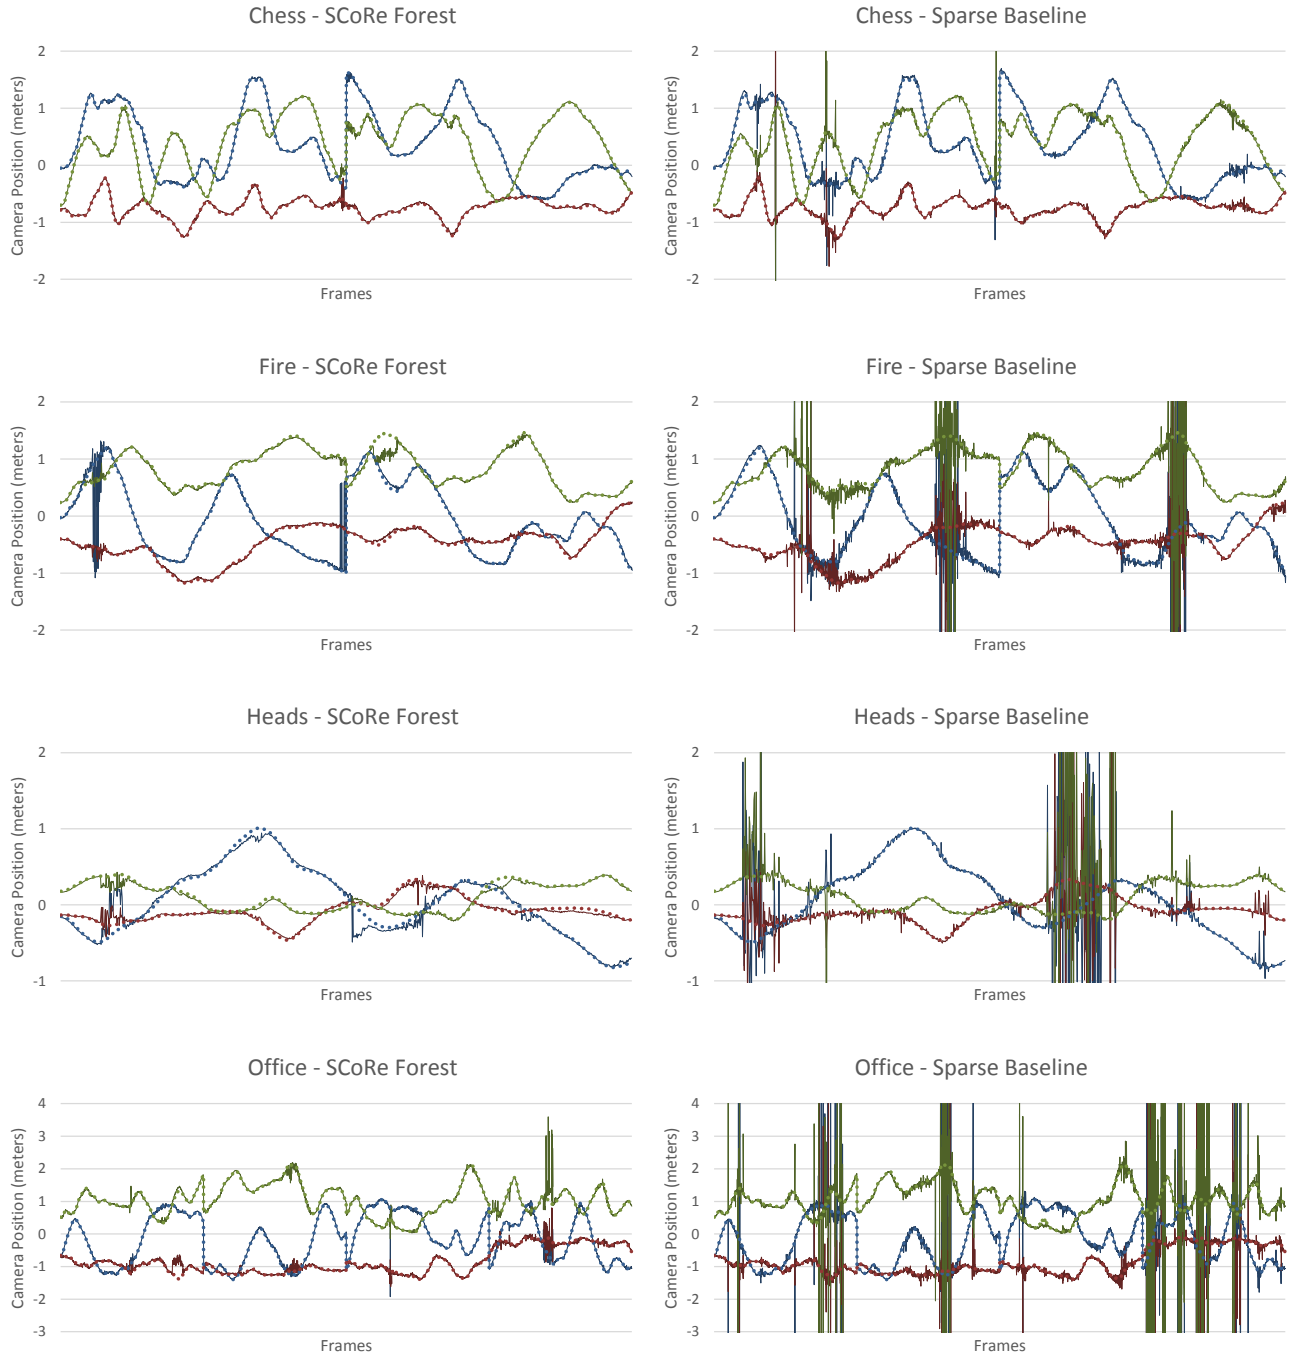 Chess - SCoRe Forest
Camera Position (meters)
2
1
0
-1
-2
Frames
Chess - Sparse Baseline
Camera Position (meters)
2
1
0
-1
-2
Frames
Fire - SCoRe Forest
Camera Position (meters)
2
1
0
-1
-2
Frames
Fire - Sparse Baseline
Camera Position (meters)
2
1
0
-1
-2
Frames
Heads - SCoRe Forest
Camera Position (meters)
2
1
0
-1
Frames
Heads - Sparse Baseline
Camera Position (meters)
2
1
0
-1
Frames
Office - SCoRe Forest
Camera Position (meters)
4
3
2
1
0
-1
-2
-3
Frames
Office - Sparse Baseline
Camera Position (meters)
4
3
2
1
0
-1
-2
-3
Frames